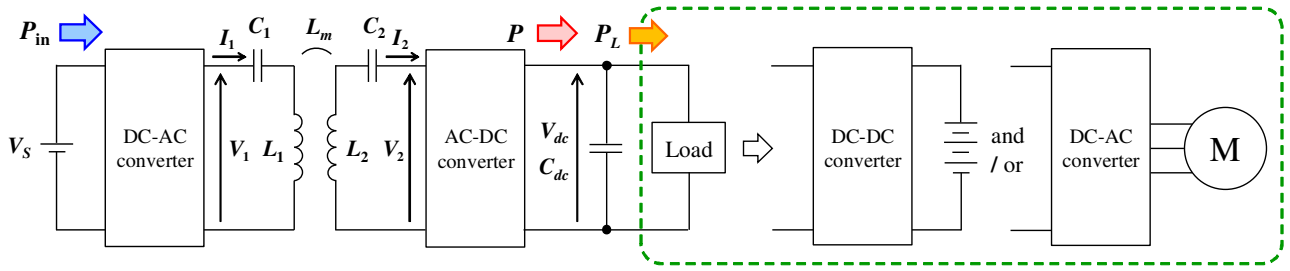 P_in
I_1
C_1
L_m
C_2
I_2
P
P_L
V_S
DC-AC
converter
V_1
L_1
L_2
V_2
AC-DC
converter
V_dc
C_dc
Load
DC-DC
converter
and
/ or
DC-AC
converter
M